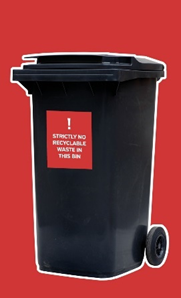 !
STRICTLY NO
RECYCLABLE
WASTE IN
THIS BIN